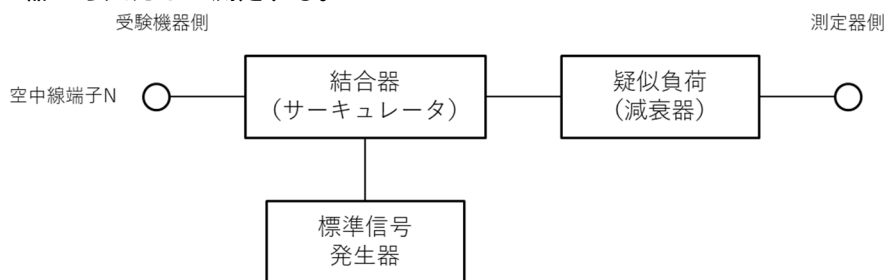 受験機器側
測定器側
空中線端子N
結合器
（サーキュレータ）
疑似負荷
（減衰器）
標準信号
発生器